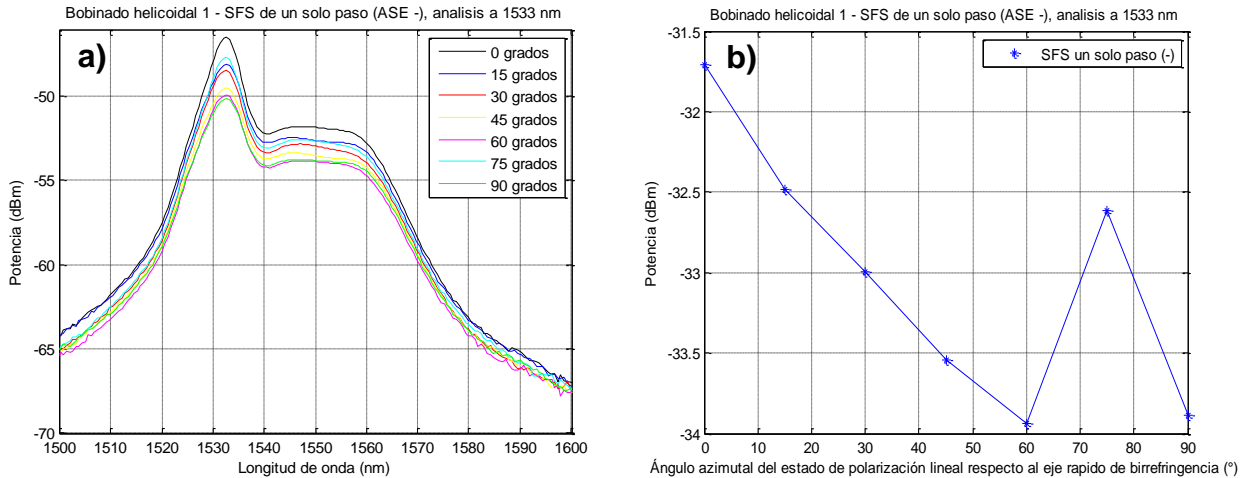 Bobinado helicoidal 1 - SFS de un solo paso (ASE -), analisis a 1533 nm
a)
0 grados
15 grados
30 grados
45 grados
60 grados
75 grados
90 grados
Potencia (dBm)
-50
-55
-60
-65
-70
1500 1510 1520 1530 1540 1550 1560 1570 1580 1590 1600
Longitud de onda (nm)
Bobinado helicoidal 1 - SFS de un solo paso (ASE -), analisis a 1533 nm
b)
SFS un solo paso (-)
Potencia (dBm)
-31.5
-32
-32.5
-33
-33.5
-34
0 10 20 30 40 50 60 70 80 90
Ángulo azimutal del estado de polarización lineal respecto al eje rapido de birrefringencia (°)